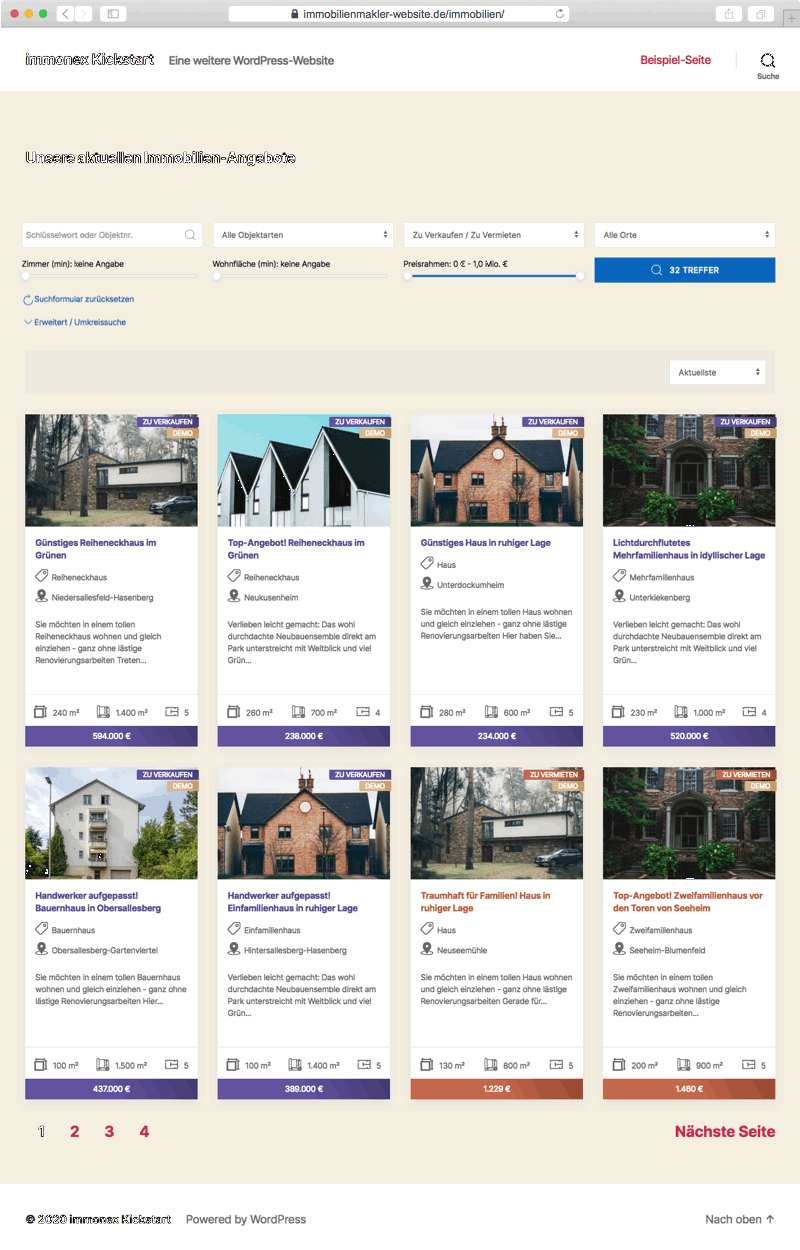 immobilienmakler-website.de/immobilien/
immonex Kickstart Eine weitere WordPress-Website Beispiel-Seite
Suche
Unsere aktuellen Immobilien-Angebote
Schlüsselwort oder Objektnr. Alle Objektarten Zu Verkaufen / Zu Vermieten Alle Orte
Zimmer (min): keine Angabe Wohnfläche (min): keine Angabe Preisrahmen: 0 € - 1,0 Mio. € 32 TREFFER
Suchformular zurücksetzen
Erweitert / Umkreissuche
Aktuellste
ZU VERKAUFEN
DEMO
Günstiges Reiheneckhaus im
Grünen
Reiheneckhaus
Niedersallesfeld-Hasenberg
Sie möchten in einem tollen
Reiheneckhaus wohnen und gleich
einziehen - ganz ohne lästige
Renovierungsarbeiten Treten...
240 m² 1.400 m² 5
594.000 €
ZU VERKAUFEN
DEMO
Top-Angebot! Reiheneckhaus im
Grünen
Reiheneckhaus
Neukusenheim
Verlieben leicht gemacht: Das wohl
durchdachte Neubauensemble direkt am
Park unterstreicht mit Weitblick und viel
Grün...
260 m² 700 m² 4
238.000 €
ZU VERKAUFEN
DEMO
Günstiges Haus in ruhiger Lage
Haus
Unterdockumheim
Sie möchten in einem tollen Haus wohnen
und gleich einziehen - ganz ohne lästige
Renovierungsarbeiten Hier haben Sie...
280 m² 600 m² 5
234.000 €
ZU VERKAUFEN
DEMO
Lichtdurchflutetes
Mehrfamilienhaus in idyllischer Lage
Mehrfamilienhaus
Unterkiekenberg
Verlieben leicht gemacht: Das wohl
durchdachte Neubauensemble direkt am
Park unterstreicht mit Weitblick und viel
Grün...
230 m² 1.000 m² 4
520.000 €
ZU VERKAUFEN
DEMO
Handwerker aufgepasst!
Bauernhaus in Obersallesberg
Bauernhaus
Obersallesberg-Gartenviertel
Sie möchten in einem tollen Bauernhaus
wohnen und gleich einziehen - ganz ohne
lästige Renovierungsarbeiten Hier...
100 m² 1.500 m² 5
437.000 €
ZU VERKAUFEN
DEMO
Handwerker aufgepasst!
Einfamilienhaus in ruhiger Lage
Einfamilienhaus
Hintersallesberg-Hasenberg
Verlieben leicht gemacht: Das wohl
durchdachte Neubauensemble direkt am
Park unterstreicht mit Weitblick und viel
Grün...
100 m² 1.400 m² 5
389.000 €
ZU VERMIETEN
DEMO
Traumhaft für Familien! Haus in
ruhiger Lage
Haus
Neuseemühle
Sie möchten in einem tollen Haus wohnen
und gleich einziehen - ganz ohne lästige
Renovierungsarbeiten Gerade für...
130 m² 800 m² 5
1.229 €
ZU VERMIETEN
DEMO
Top-Angebot! Zweifamilienhaus vor
den Toren von Seeheim
Zweifamilienhaus
Seeheim-Blumenfeld
Sie möchten in einem tollen
Zweifamilienhaus wohnen und gleich
einziehen - ganz ohne lästige
Renovierungsarbeiten...
200 m² 900 m² 5
1.460 €
1 2 3 4 Nächste Seite
© 2020 immonex Kickstart Powered by WordPress Nach oben ↑